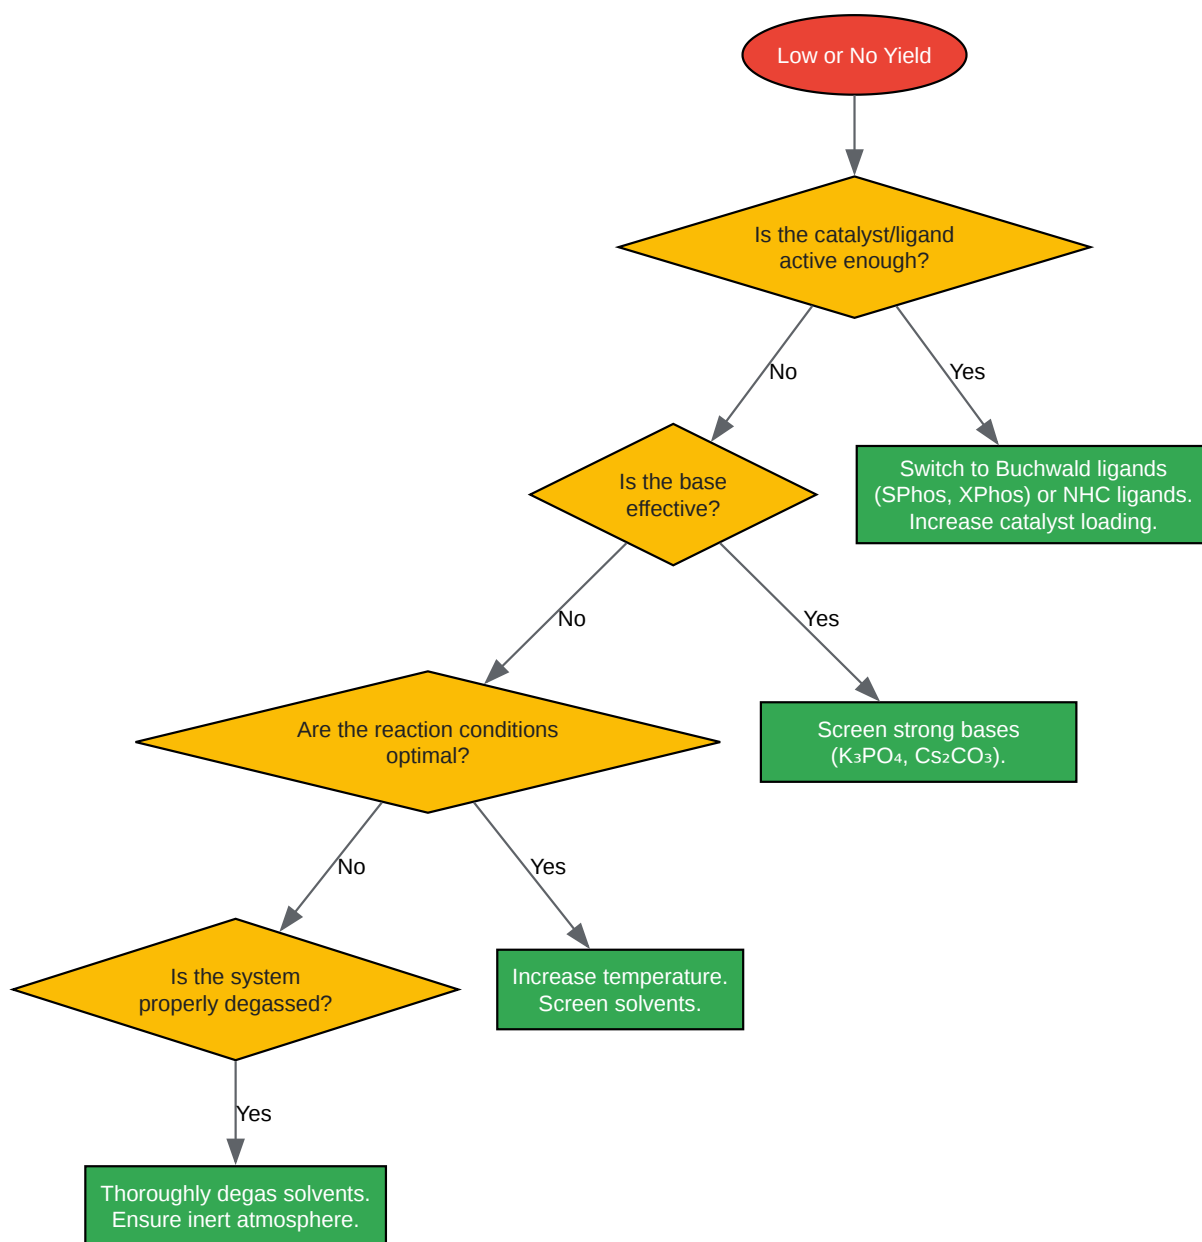 Low or No Yield
Is the catalyst/ligand
active enough?
No
Yes
Is the base
effective?
Switch to Buchwald ligands
(SPhos, XPhos) or NHC ligands.
Increase catalyst loading.
No
Yes
Are the reaction conditions
optimal?
Screen strong bases
(K₃PO₄, Cs₂CO₃).
No
Yes
Is the system
properly degassed?
Increase temperature.
Screen solvents.
Yes
Thoroughly degas solvents.
Ensure inert atmosphere.